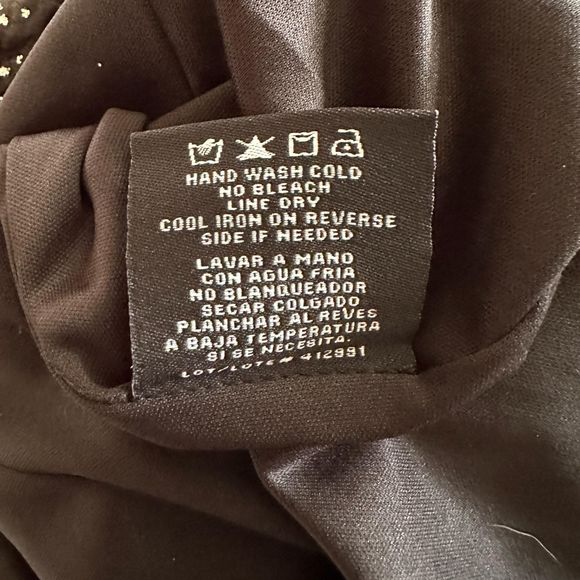 HAND WASH COLD
NO BLEACH
LINE DRY
COOL IRON ON REVERSE
SIDE IF NEEDED
LAVAR A MANO
CON AGUA FRIA
NO BLANQUEADOR
SECAR COLGADO
PLANCHAR AL REVES
A BAJA TEMPERATURA
SI SE NECESITA.
LOT/LOTE# 412991